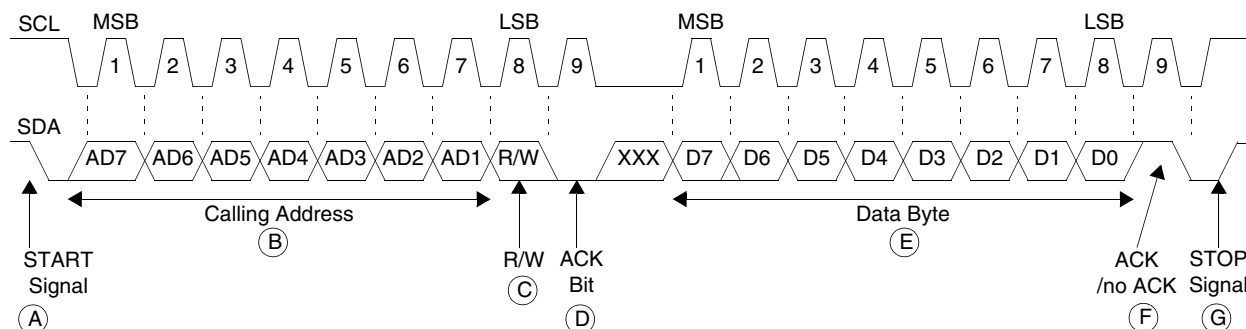 SCL MSB LSB MSB LSB
1 2 3 4 5 6 7 8 9 1 2 3 4 5 6 7 8 9
SDA
AD7 AD6 AD5 AD4 AD3 AD2 AD1 R/W XXX D7 D6 D5 D4 D3 D2 D1 D0
Calling Address Data Byte
B E
START R/W ACK ACK STOP
Signal Bit /no ACK Signal
A C D F G